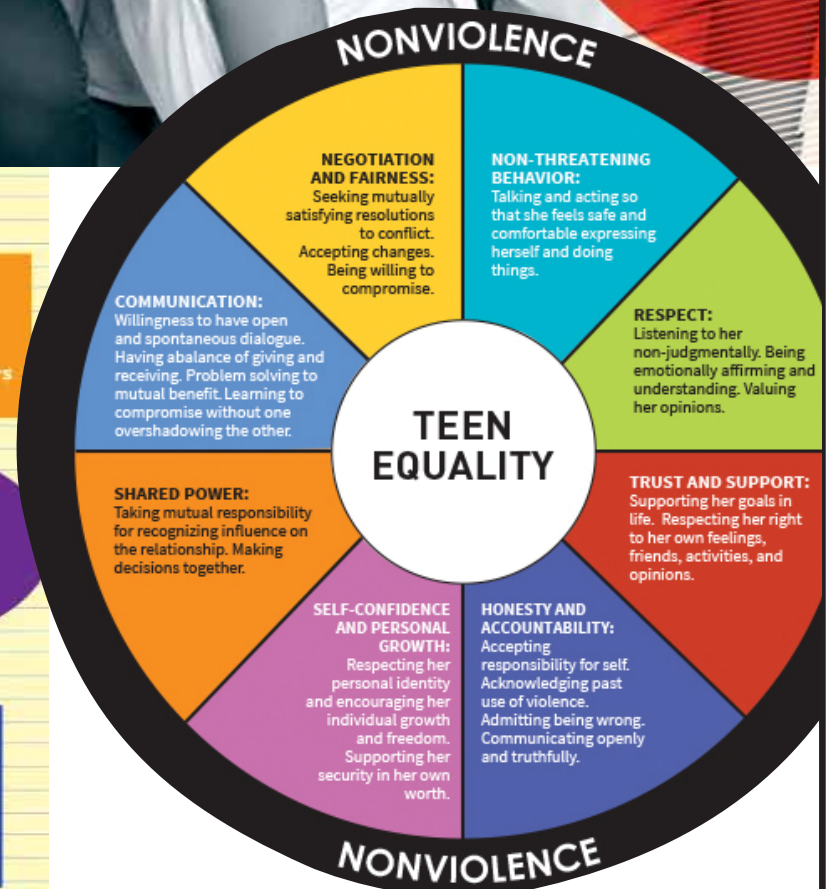 NONVIOLENCE
NEGOTIATION
AND FAIRNESS:
Seeking mutually
satisfying resolutions
to conflict.
Accepting changes.
Being willing to
compromise.
NON-THREATENING
BEHAVIOR:
Talking and acting so
that she feels safe and
comfortable expressing
herself and doing
things.
COMMUNICATION:
Willingness to have open
and spontaneous dialogue.
Having abalance of giving and
receiving. Problem solving to
mutual benefit. Learning to
compromise without one
overshadowing the other.
RESPECT:
Listening to her
non-judgmentally. Being
emotionally affirming and
understanding. Valuing
her opinions.
TEEN
EQUALITY
SHARED POWER:
Taking mutual responsibility
for recognizing influence on
the relationship. Making
decisions together.
TRUST AND SUPPORT:
Supporting her goals in
life. Respecting her right
to her own feelings,
friends, activities, and
opinions.
SELF-CONFIDENCE
AND PERSONAL
GROWTH:
Respecting her
personal identity
and encouraging her
individual growth
and freedom.
Supporting her
security in her own
worth.
HONESTY AND
ACCOUNTABILITY:
Accepting
responsibility for self.
Acknowledging past
use of violence.
Admitting being wrong.
Communicating openly
and truthfully.
NONVIOLENCE